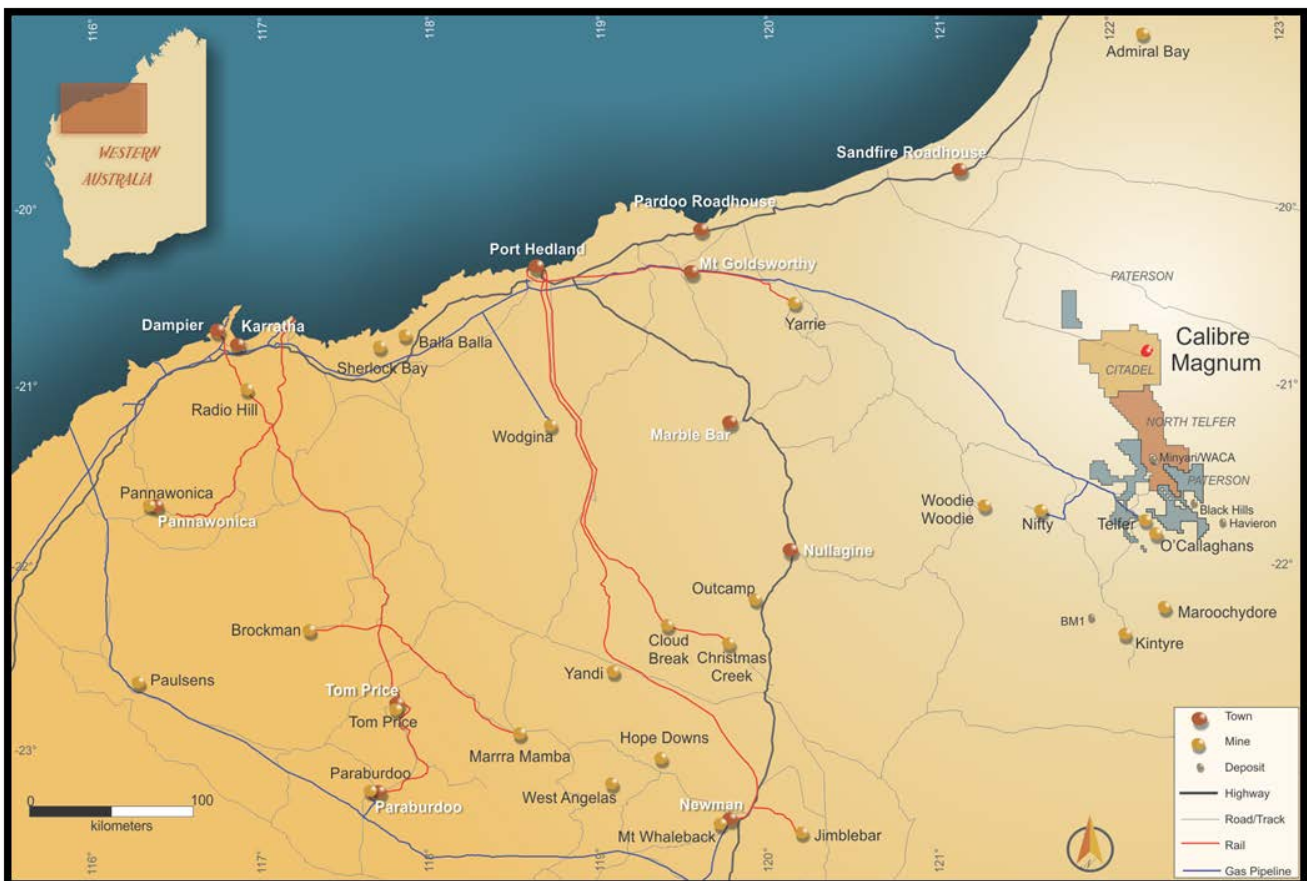 116°
117°
118°
119°
120°
121°
122°
123°
WESTERN
AUSTRALIA
Admiral Bay
Sandfire Roadhouse
-20°
-20°
Pardoo Roadhouse
Port Hedland
Mt Goldsworthy
PATERSON
Yarrie
Dampier
Karratha
Balla Balla
Sherlock Bay
Calibre
Magnum
CITADEL
-21°
-21°
Radio Hill
Wodgina
Marble Bar
NORTH TELFER
Minyari/WACA
PATERSON
Pannawonica
Pannawonica
Woodie
Woodie
Nifty
Telfer
Black Hills
Havieron
O'Callaghans
Nullagine
-22°
-22°
Outcamp
Maroochydore
BM1
Kintyre
Brockman
Cloud
Break
Christmas
Creek
Yandi
Paulsens
Tom Price
Tom Price
Marrra Mamba
Hope Downs
-23°
-23°
Paraburdoo
Paraburdoo
West Angelas
Newman
Mt Whaleback
Jimblebar
0 100
kilometers
Town
Mine
Deposit
Highway
Road/Track
Rail
Gas Pipeline
116°
117°
118°
119°
120°
121°